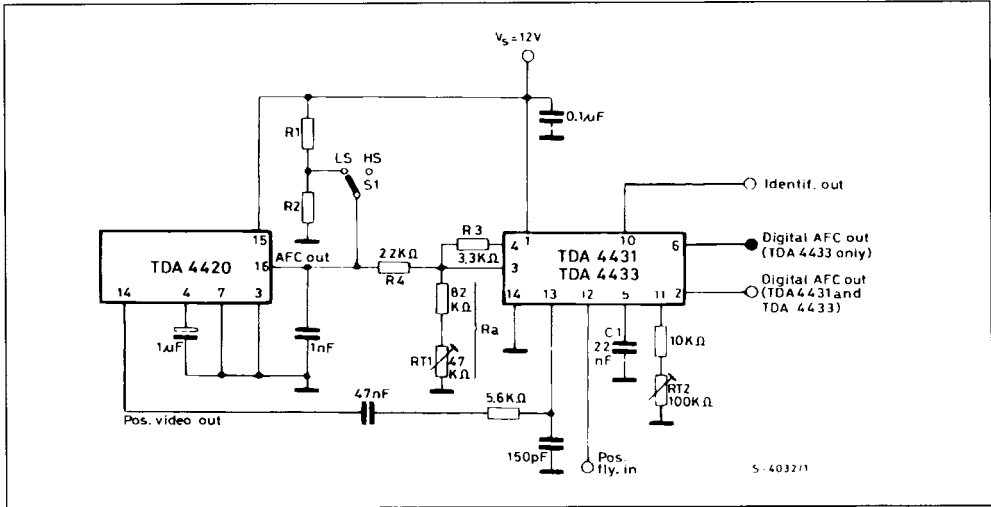 Vs=12V
0.1µF
R1
LS HS
S1
R2
Identif. out
15
AFC out
R3
3.3KΩ
4
1
10
6
Digital AFC out
(TDA 4433 only)
TDA 4420
16
22KΩ
R4
3
TDA 4431
TDA 4433
2
Digital AFC out
(TDA4431 and
TDA 4433)
14
4
7
3
82
KΩ
Ra
14
13
12
5
11
1µF
1nF
RT1
47
KΩ
C1
22
nF
10KΩ
RT2
100KΩ
47nF
5.6KΩ
Pos. video out
150pF
Pos.
fly. in
S-4032/1